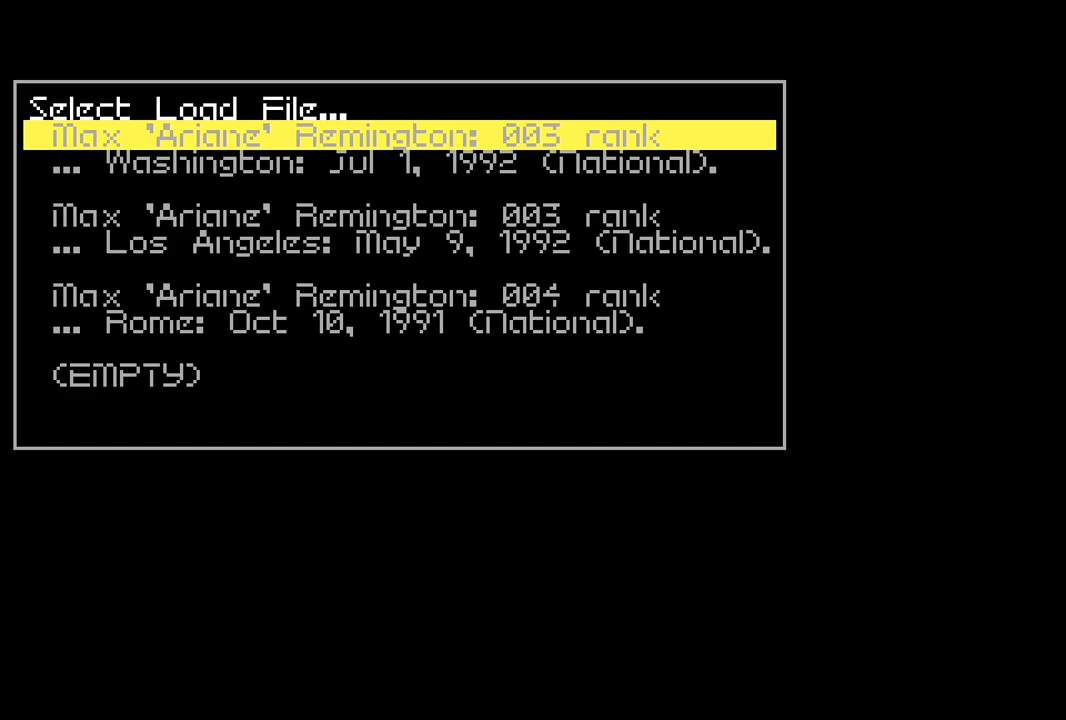 Select Load File...
Max 'Ariane' Remington: 003 rank
... Washington: Jul 1, 1992 (National).
Max 'Ariane' Remington: 003 rank
... Los Angeles: May 9, 1992 (National).
Max 'Ariane' Remington: 004 rank
... Rome: Oct 10, 1991 (National).
(EMPTY)